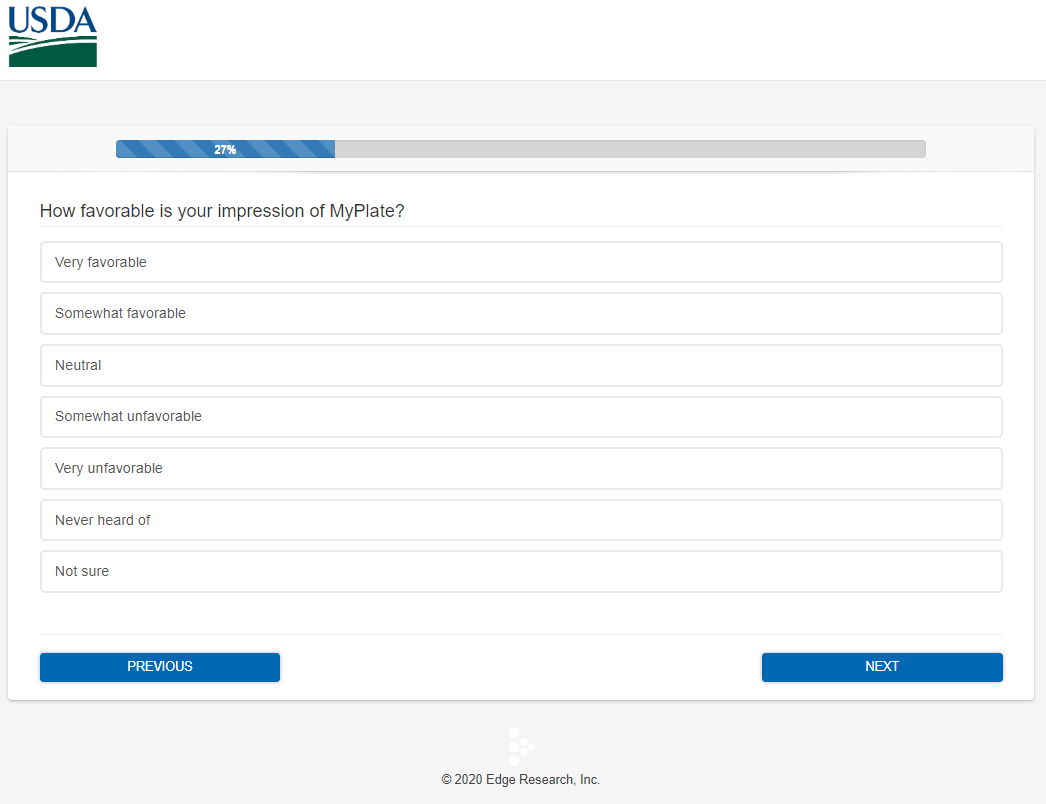 USDA
27%
How favorable is your impression of MyPlate?
Very favorable
Somewhat favorable
Neutral
Somewhat unfavorable
Very unfavorable
Never heard of
Not sure
PREVIOUS
NEXT
© 2020 Edge Research, Inc.